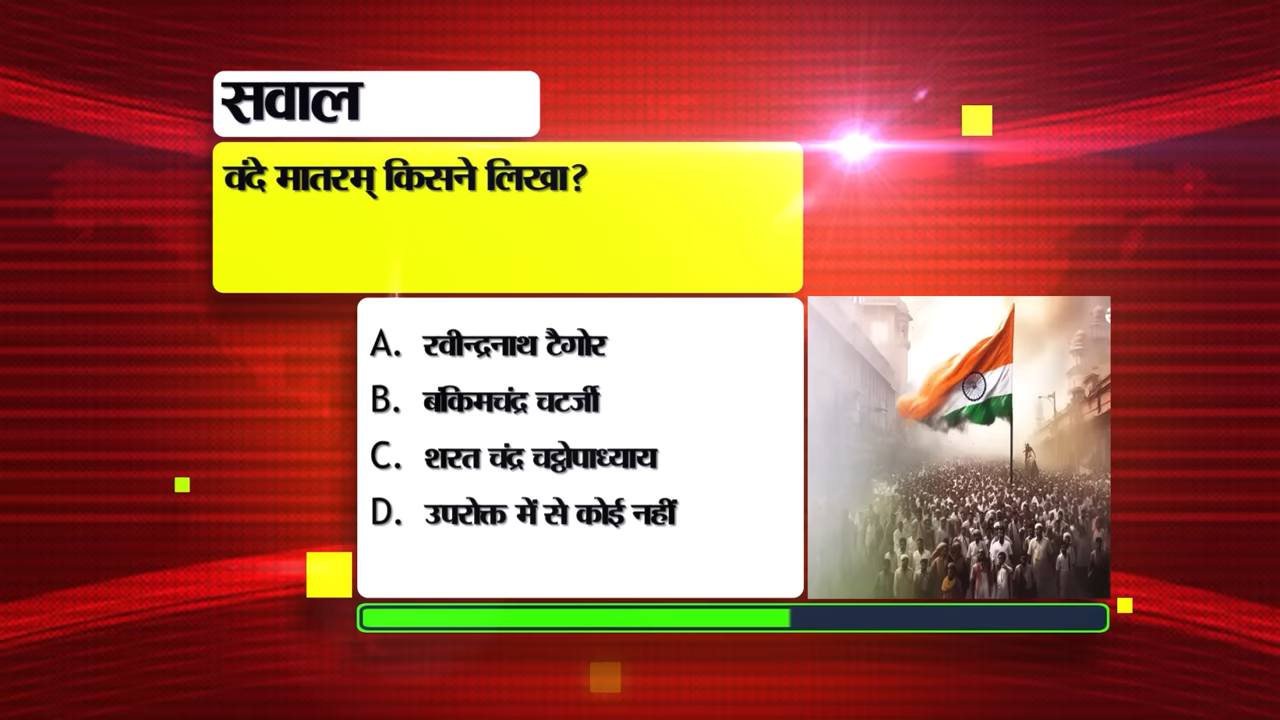 सवाल
वंदे मातरम् किसने लिखा?
A. रवीन्द्रनाथ टैगोर
B. बंकिमचंद्र चटर्जी
C. शरत चंद्र चट्टोपाध्याय
D. उपरोक्त में से कोई नहीं